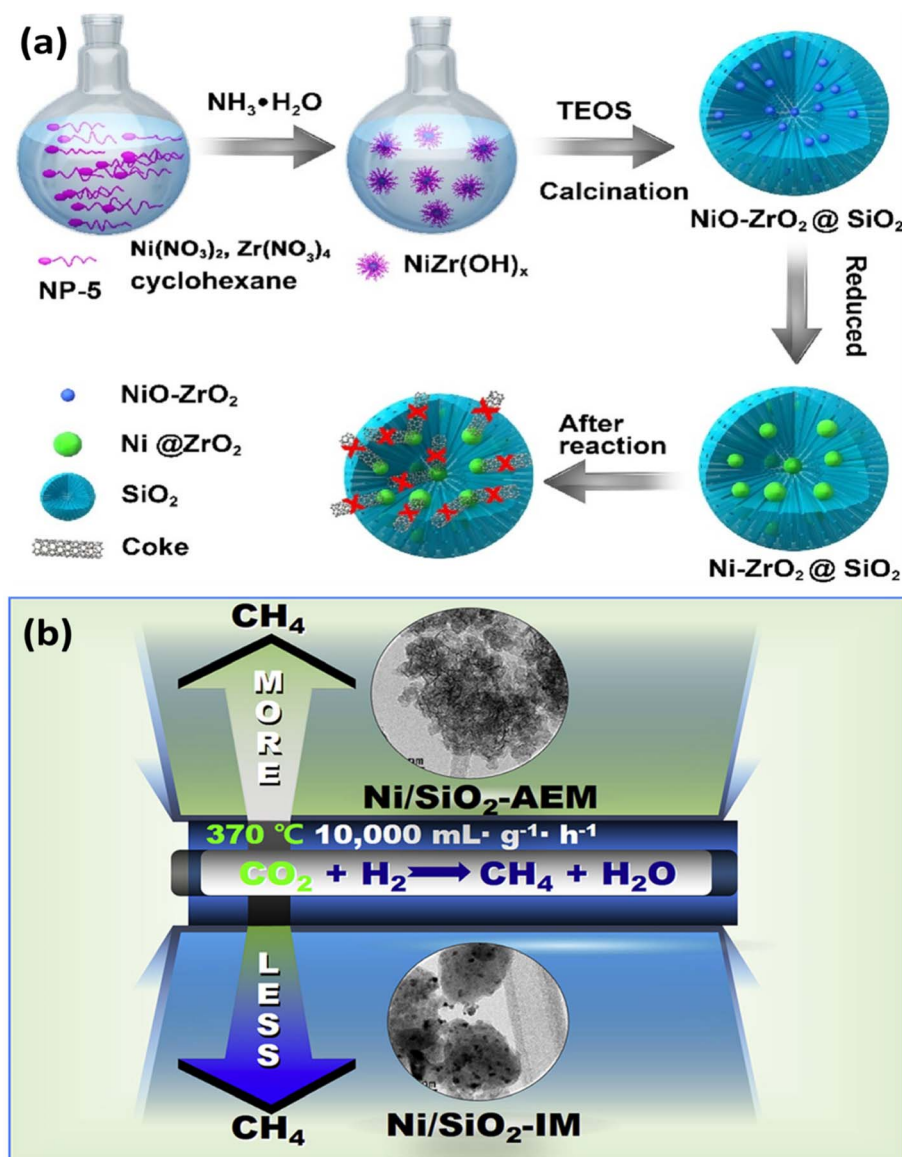 (a)
NH₃•H₂O
TEOS
Calcination
NiO-ZrO₂@ SiO₂
NP-5
Ni(NO₃)₂, Zr(NO₃)₄
cyclohexane
NiZr(OH)ₓ
Reduced
NiO-ZrO₂
Ni @ZrO₂
SiO₂
Coke
After
reaction
Ni-ZrO₂@ SiO₂
(b)
CH₄
MORE
Ni/SiO₂-AEM
370 ℃ 10,000 mL· g⁻¹· h⁻¹
CO₂ + H₂ → CH₄ + H₂O
LESS
CH₄
Ni/SiO₂-IM